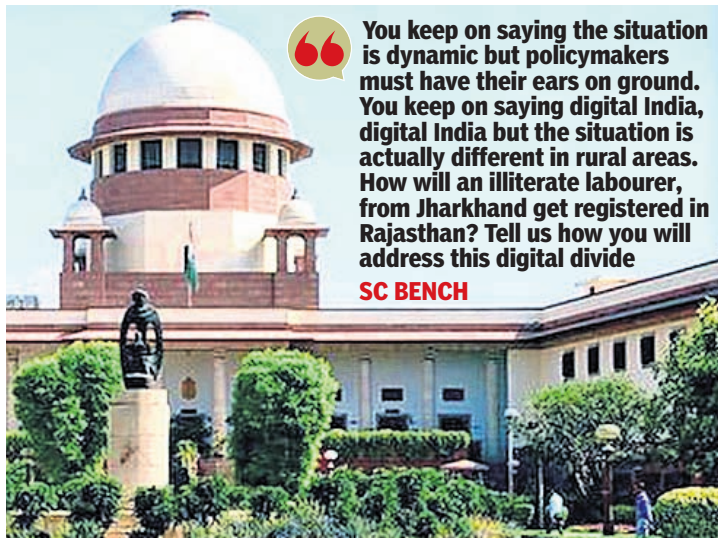 You keep on saying the situation
is dynamic but policymakers
must have their ears on ground.
You keep on saying digital India,
digital India but the situation is
actually different in rural areas.
How will an illiterate labourer,
from Jharkhand get registered in
Rajasthan? Tell us how you will
address this digital divide
SC BENCH